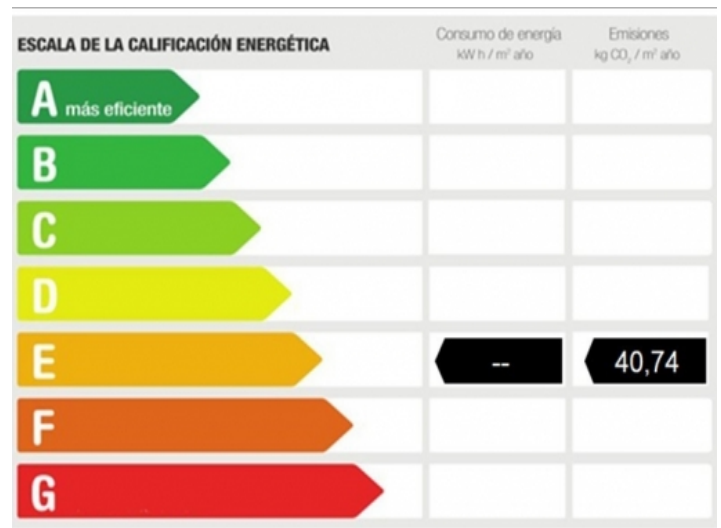 ESCALA DE LA CALIFICACIÓN ENERGÉTICA
Consumo de energía
kW h / m² año
Emisiones
kg CO₂ / m² año
A más eficiente
B
C
D
E -- 40,74
F
G